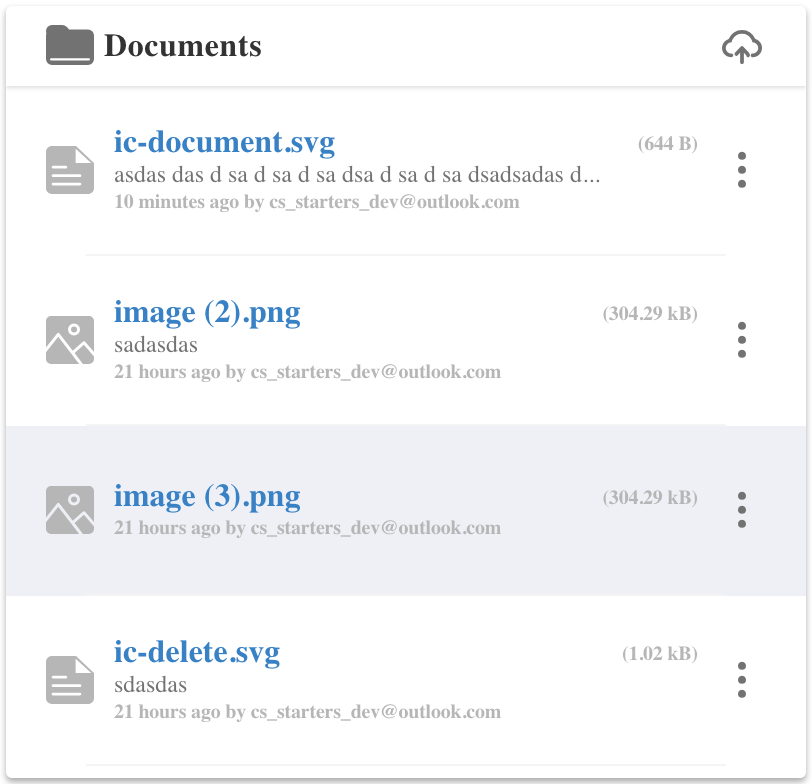 Documents
ic-document.svg
(644 B)
asdas das d sa d sa d sa dsa d sa d sa dsadsadas d...
10 minutes ago by cs_starters_dev@outlook.com
image (2).png
(304.29 kB)
sadasdas
21 hours ago by cs_starters_dev@outlook.com
image (3).png
(304.29 kB)
21 hours ago by cs_starters_dev@outlook.com
ic-delete.svg
(1.02 kB)
sdasdas
21 hours ago by cs_starters_dev@outlook.com